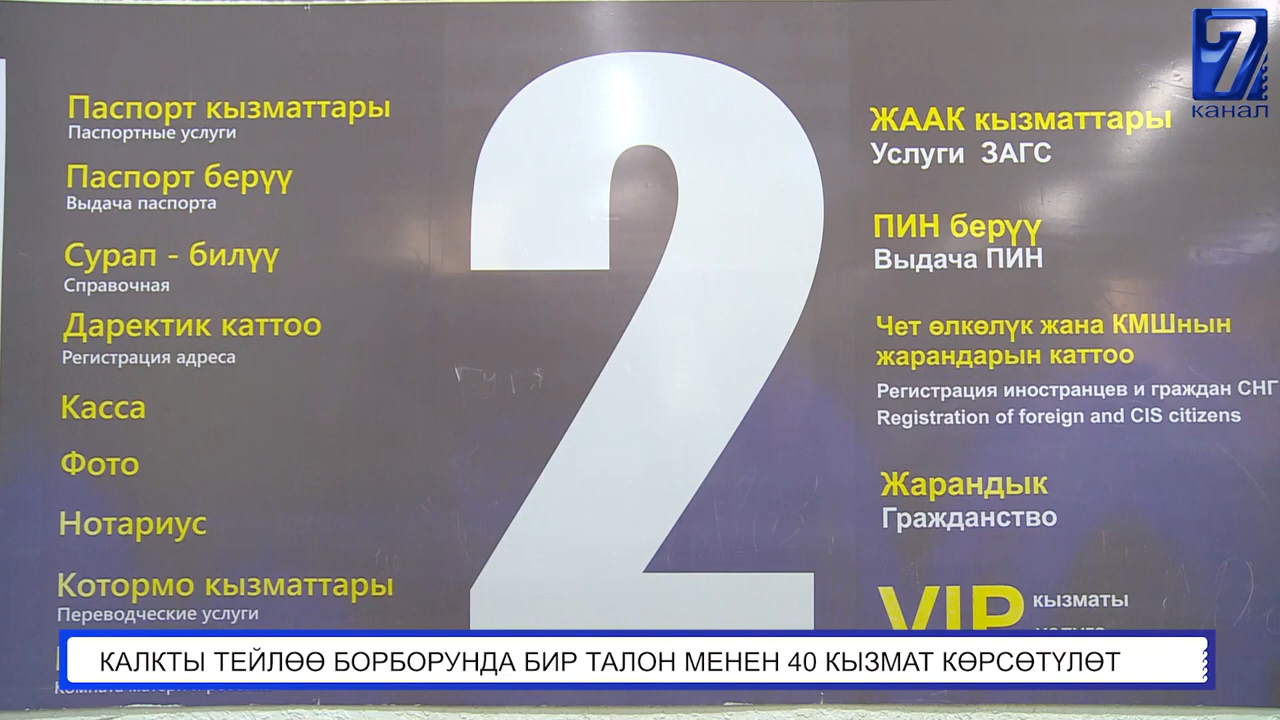 Паспорт кызматтары
Паспортные услуги
Паспорт берүү
Выдача паспорта
Сурап - билүү
Справочная
Даректик каттоо
Регистрация адреса
Касса
Фото
Нотариус
Котормо кызматтары
Переводческие услуги
2
7
канал
ЖААК кызматтары
Услуги ЗАГС
ПИН берүү
Выдача ПИН
Чет өлкөлүк жана КМШнын
жарандарын каттоо
Регистрация иностранцев и граждан СНГ
Registration of foreign and CIS citizens
Жарандык
Гражданство
VIP кызматы
КАЛКТЫ ТЕЙЛӨӨ БОРБОРУНДА БИР ТАЛОН МЕНЕН 40 КЫЗМАТ КӨРСӨТҮЛӨТ